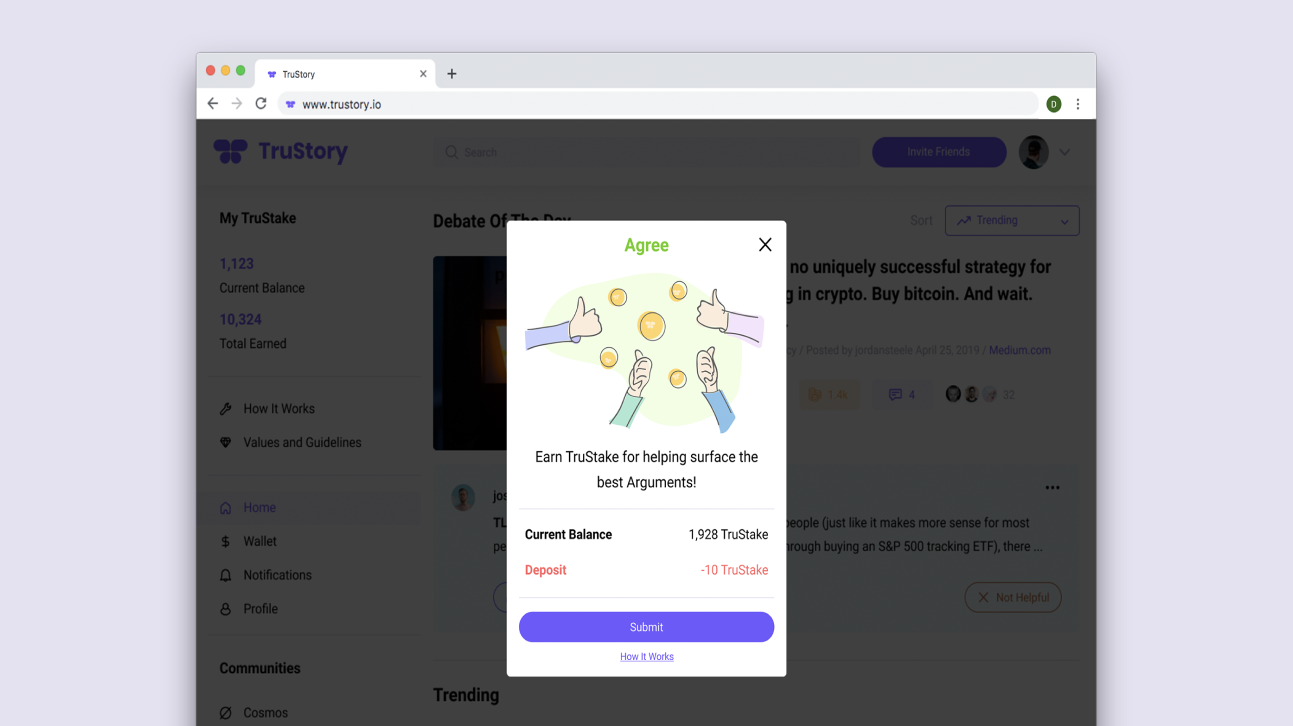 TruStory
www.trustory.io
D
TruStory
Search
Invite Friends
My TruStake
1,123
Current Balance
10,324
Total Earned
How It Works
Values and Guidelines
Home
Wallet
Notifications
Profile
Communities
Cosmos
Debate Of The Day
Sort
Trending
no uniquely successful strategy for
in crypto. Buy bitcoin. And wait.
/ Posted by jordansteele April 25, 2019 / Medium.com
1.4k
4
32
people (just like it makes more sense for most
through buying an S&P 500 tracking ETF), there ...
Not Helpful
Trending
Agree
Earn TruStake for helping surface the
best Arguments!
Current Balance
1,928 TruStake
Deposit
-10 TruStake
Submit
How It Works